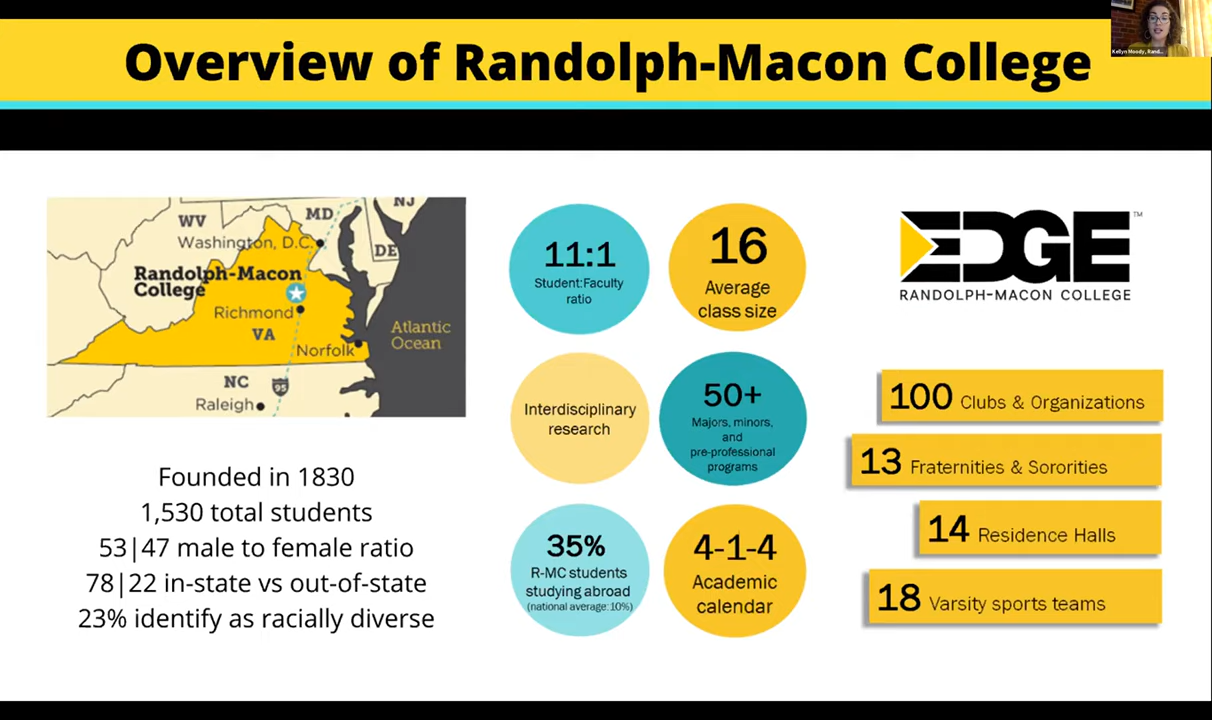 Overview of Randolph-Macon College
Kellyn Moody, Rand...
WV
MD
NJ
Washington, D.C.
DE
Randolph-Macon
College
Richmond
VA
Atlantic
Ocean
Norfolk
NC
95
Raleigh
Founded in 1830
1,530 total students
53|47 male to female ratio
78|22 in-state vs out-of-state
23% identify as racially diverse
11:1
Student:Faculty
ratio
16
Average
class size
Interdisciplinary
research
50+
Majors, minors,
and
pre-professional
programs
35%
R-MC students
studying abroad
(national average:10%)
4-1-4
Academic
calendar
EDGE™
RANDOLPH-MACON COLLEGE
100 Clubs & Organizations
13 Fraternities & Sororities
14 Residence Halls
18 Varsity sports teams